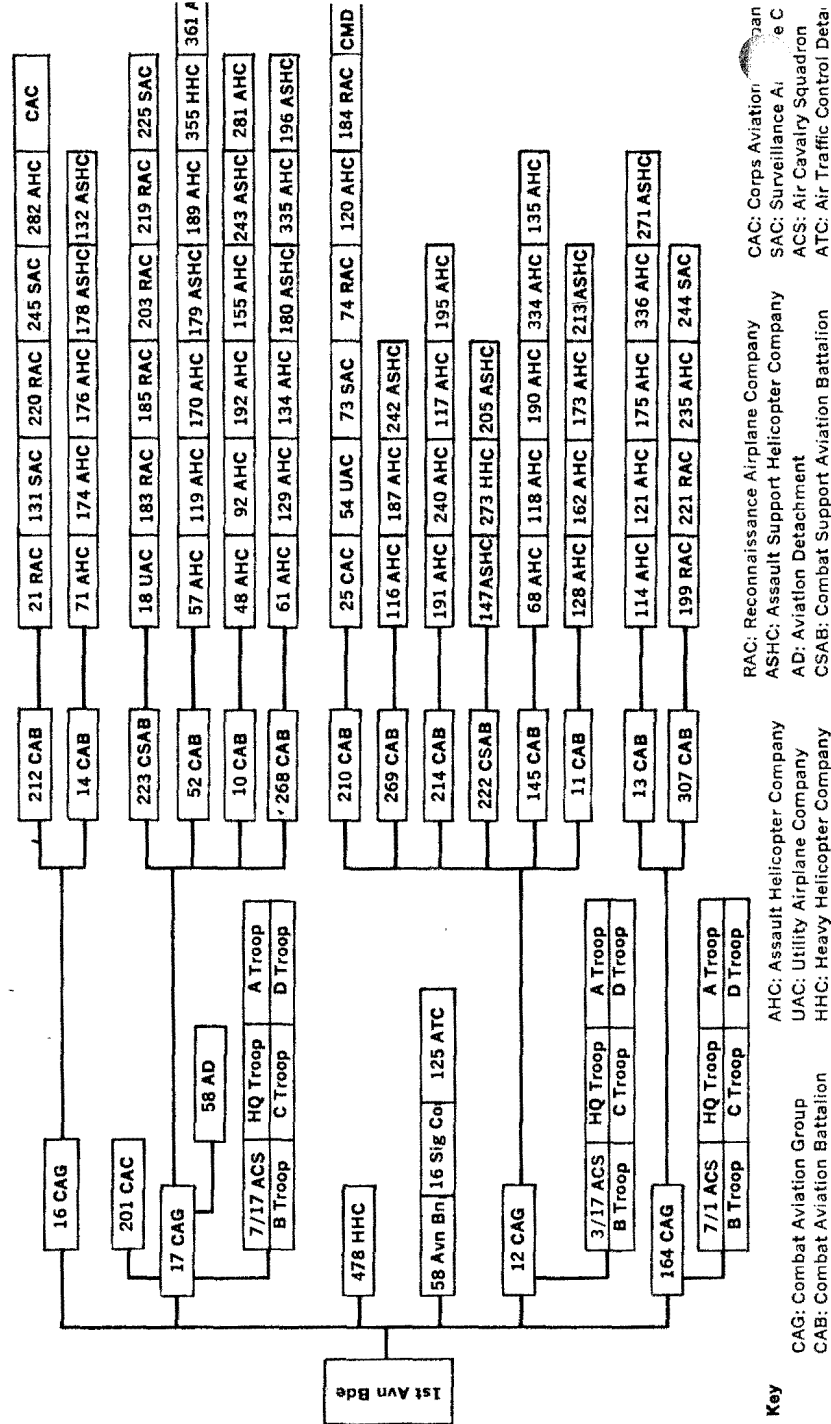 1st Avn Bde
16 CAG
212 CAB
21 RAC 131 SAC 220 RAC 245 SAC 282 AHC CAC
14 CAB
71 AHC 174 AHC 176 AHC 178 ASHC 132 ASHC
201 CAC
17 CAG
58 AD
7/17 ACS HQ Troop A Troop
B Troop C Troop D Troop
223 CSAB
18 UAC 183 RAC 185 RAC 203 RAC 219 RAC 225 SAC
52 CAB
57 AHC 119 AHC 170 AHC 179 ASHC 189 AHC 355 HHC 361 A
10 CAB
48 AHC 92 AHC 192 AHC 155 AHC 243 ASHC 281 AHC
268 CAB
61 AHC 129 AHC 134 AHC 180 ASHC 335 AHC 196 ASHC
478 HHC
58 Avn Bn 16 Sig Co 125 ATC
12 CAG
3/17 ACS HQ Troop A Troop
B Troop C Troop D Troop
210 CAB
25 CAC 54 UAC 73 SAC 74 RAC 120 AHC 184 RAC CMD
269 CAB
116 AHC 187 AHC 242 ASHC
214 CAB
191 AHC 240 AHC 117 AHC 195 AHC
222 CSAB
147 ASHC 273 HHC 205 ASHC
145 CAB
68 AHC 118 AHC 190 AHC 334 AHC 135 AHC
11 CAB
128 AHC 162 AHC 173 AHC 213 ASHC
164 CAG
7/1 ACS HQ Troop A Troop
B Troop C Troop D Troop
13 CAB
114 AHC 121 AHC 175 AHC 336 AHC 271 ASHC
307 CAB
199 RAC 221 RAC 235 AHC 244 SAC
Key
CAG: Combat Aviation Group
CAB: Combat Aviation Battalion
AHC: Assault Helicopter Company
UAC: Utility Airplane Company
HHC: Heavy Helicopter Company
RAC: Reconnaissance Airplane Company
ASHC: Assault Support Helicopter Company
AD: Aviation Detachment
CSAB: Combat Support Aviation Battalion
CAC: Corps Aviation pan
SAC: Surveillance A e C
ACS: Air Cavalry Squadron
ATC: Air Traffic Control Deta